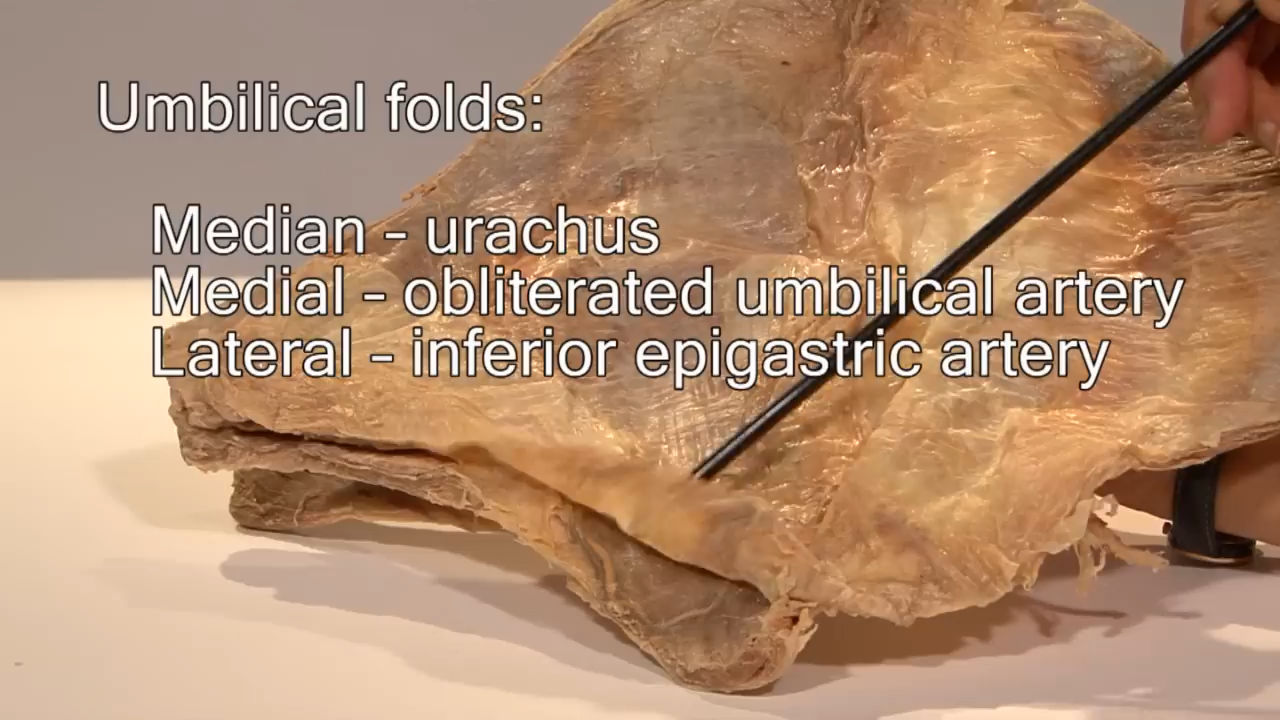 Umbilical folds:
Median - urachus
Medial - obliterated umbilical artery
Lateral - inferior epigastric artery